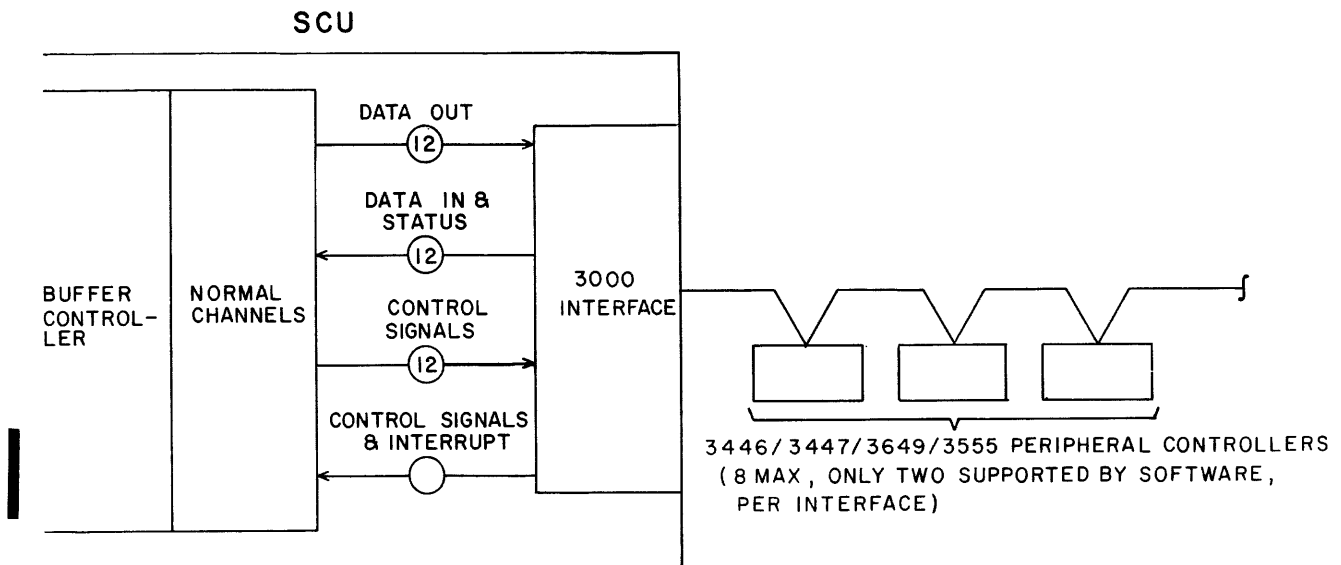 SCU
DATA OUT
12
DATA IN &
STATUS
12
CONTROL
SIGNALS
12
CONTROL SIGNALS
& INTERRUPT
BUFFER
CONTROL-
LER
NORMAL
CHANNELS
3000
INTERFACE
3446/3447/3649/3555 PERIPHERAL CONTROLLERS
(8 MAX, ONLY TWO SUPPORTED BY SOFTWARE,
PER INTERFACE)